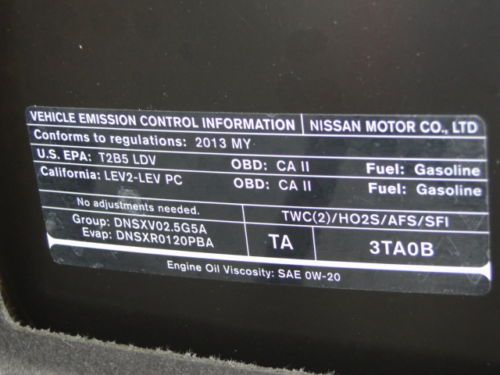 VEHICLE EMISSION CONTROL INFORMATION NISSAN MOTOR CO., LTD
Conforms to regulations: 2013 MY
U.S. EPA: T2B5 LDV OBD: CA II Fuel: Gasoline
California: LEV2-LEV PC OBD: CA II Fuel: Gasoline
No adjustments needed. TWC(2)/HO2S/AFS/SFI
Group: DNSXV02.5G5A
Evap: DNSXR0120PBA TA 3TA0B
Engine Oil Viscosity: SAE 0W-20